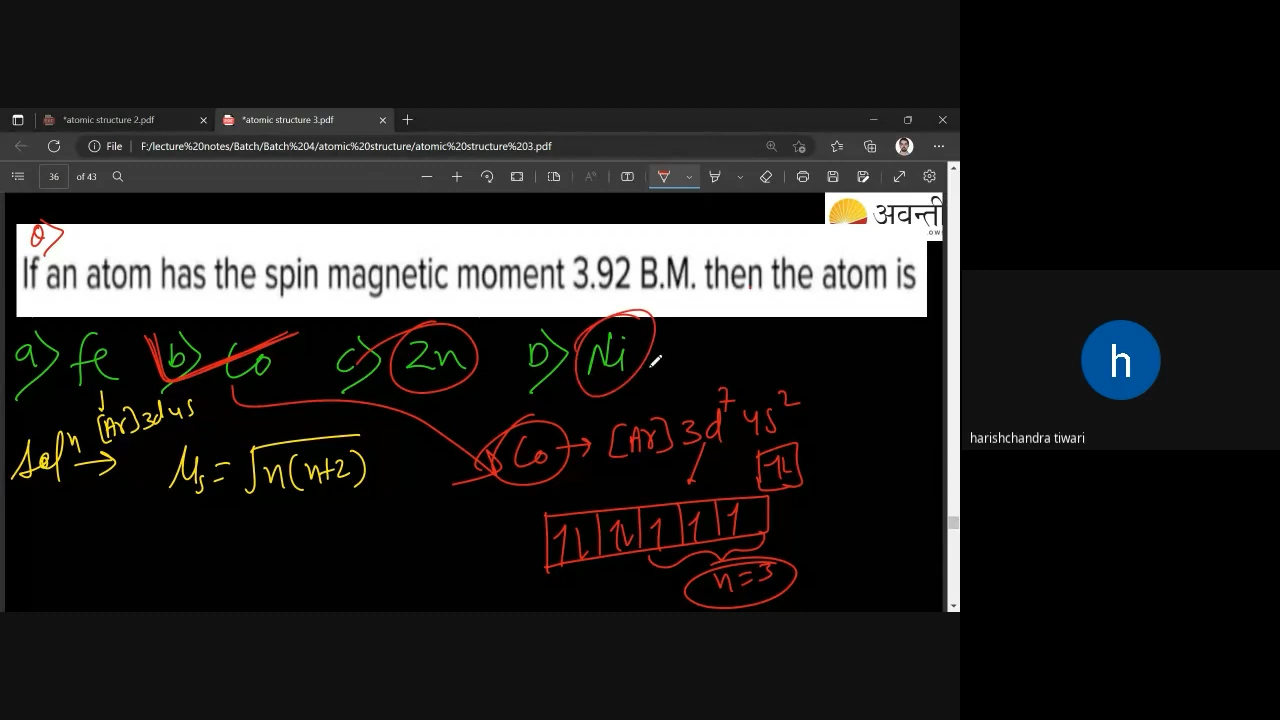 *atomic structure 2.pdf
*atomic structure 3.pdf
File
F:/lecture%20notes/Batch/Batch%204/atomic%20structure/atomic%20structure%203.pdf
36 of 43
अवन्ती
Q>
If an atom has the spin magnetic moment 3.92 B.M. then the atom is
a> fe b> Co c> Zn D> Ni
[Ar] 3d 4s
Solⁿ → μs = √n(n+2)
Co → [Ar] 3d⁷ 4s²
n=3
h
harishchandra tiwari